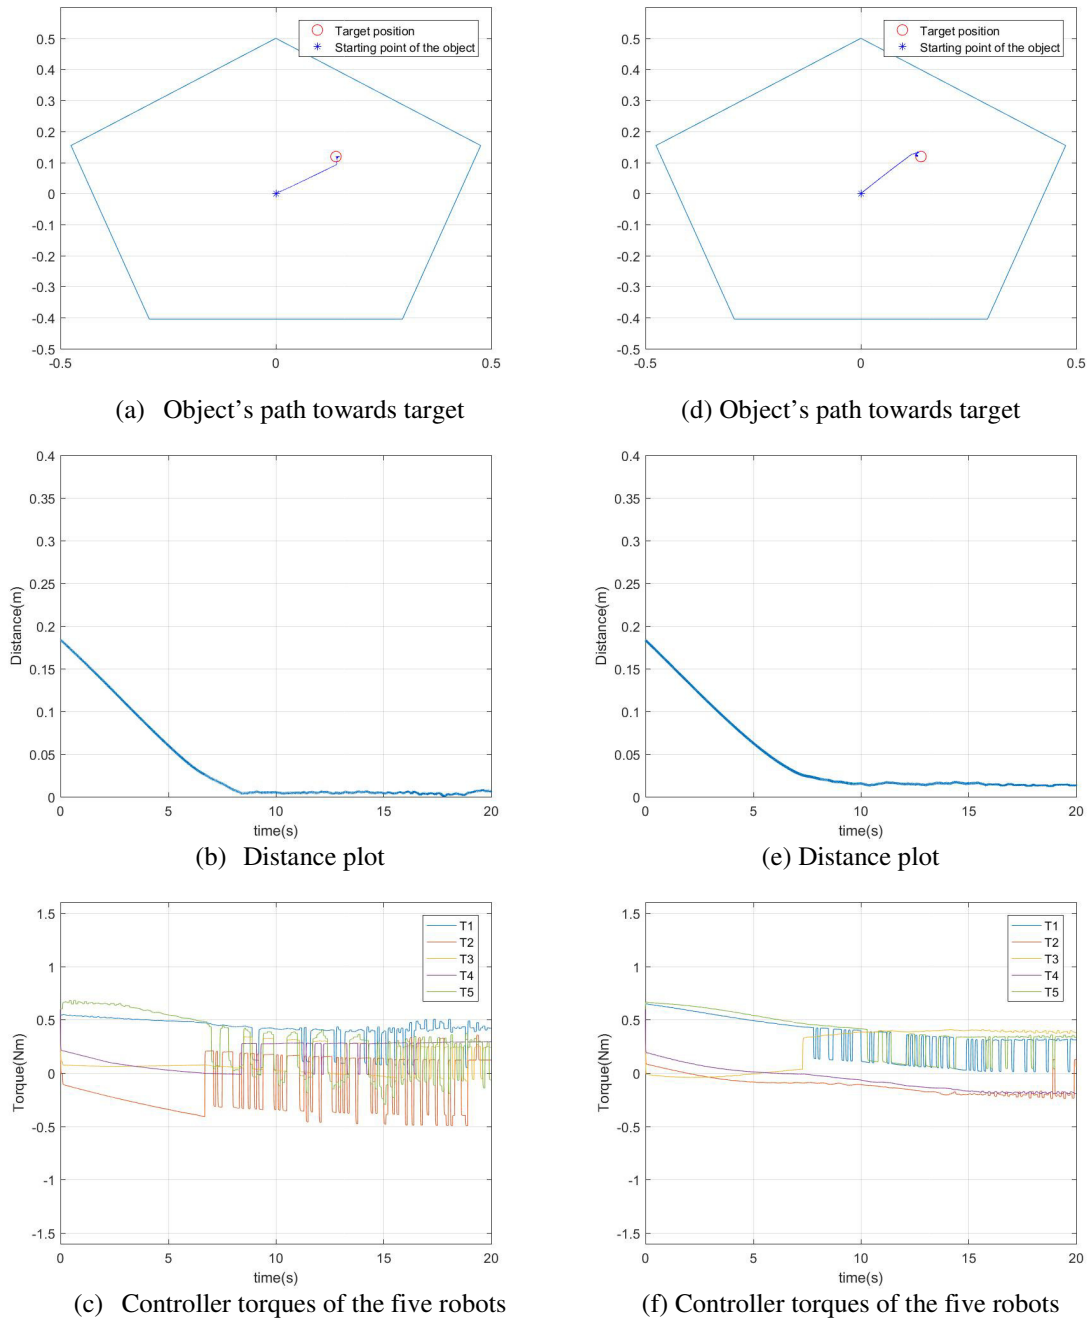 0.5
0.4
0.3
0.2
0.1
0
-0.1
-0.2
-0.3
-0.4
-0.5
-0.5
0
0.5
Target position
Starting point of the object
(a) Object's path towards target
0.5
0.4
0.3
0.2
0.1
0
-0.1
-0.2
-0.3
-0.4
-0.5
-0.5
0
0.5
Target position
Starting point of the object
(d) Object's path towards target
0.4
0.35
0.3
0.25
0.2
0.15
0.1
0.05
0
Distance(m)
0
5
10
15
20
time(s)
(b) Distance plot
0.4
0.35
0.3
0.25
0.2
0.15
0.1
0.05
0
Distance(m)
0
5
10
15
20
time(s)
(e) Distance plot
1.5
1
0.5
0
-0.5
-1
-1.5
Torque(Nm)
T1
T2
T3
T4
T5
0
5
10
15
20
time(s)
(c) Controller torques of the five robots
1.5
1
0.5
0
-0.5
-1
-1.5
Torque(Nm)
T1
T2
T3
T4
T5
0
5
10
15
20
time(s)
(f) Controller torques of the five robots